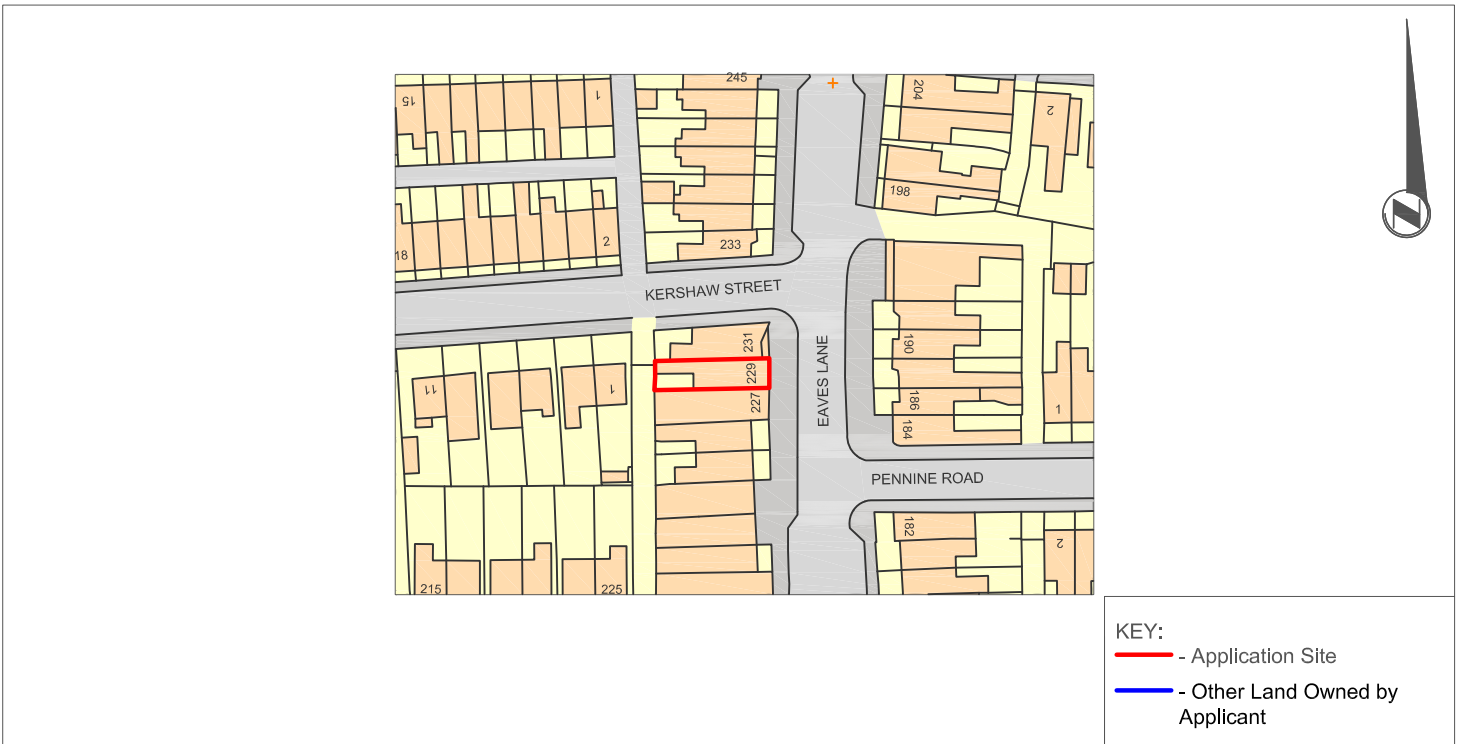 245
204
15
1
2
198
18
2
233
KERSHAW STREET
231
190
EAVES LANE
229
11
1
227
186
1
184
PENNINE ROAD
182
2
215
225
N
KEY:
- Application Site
- Other Land Owned by
Applicant